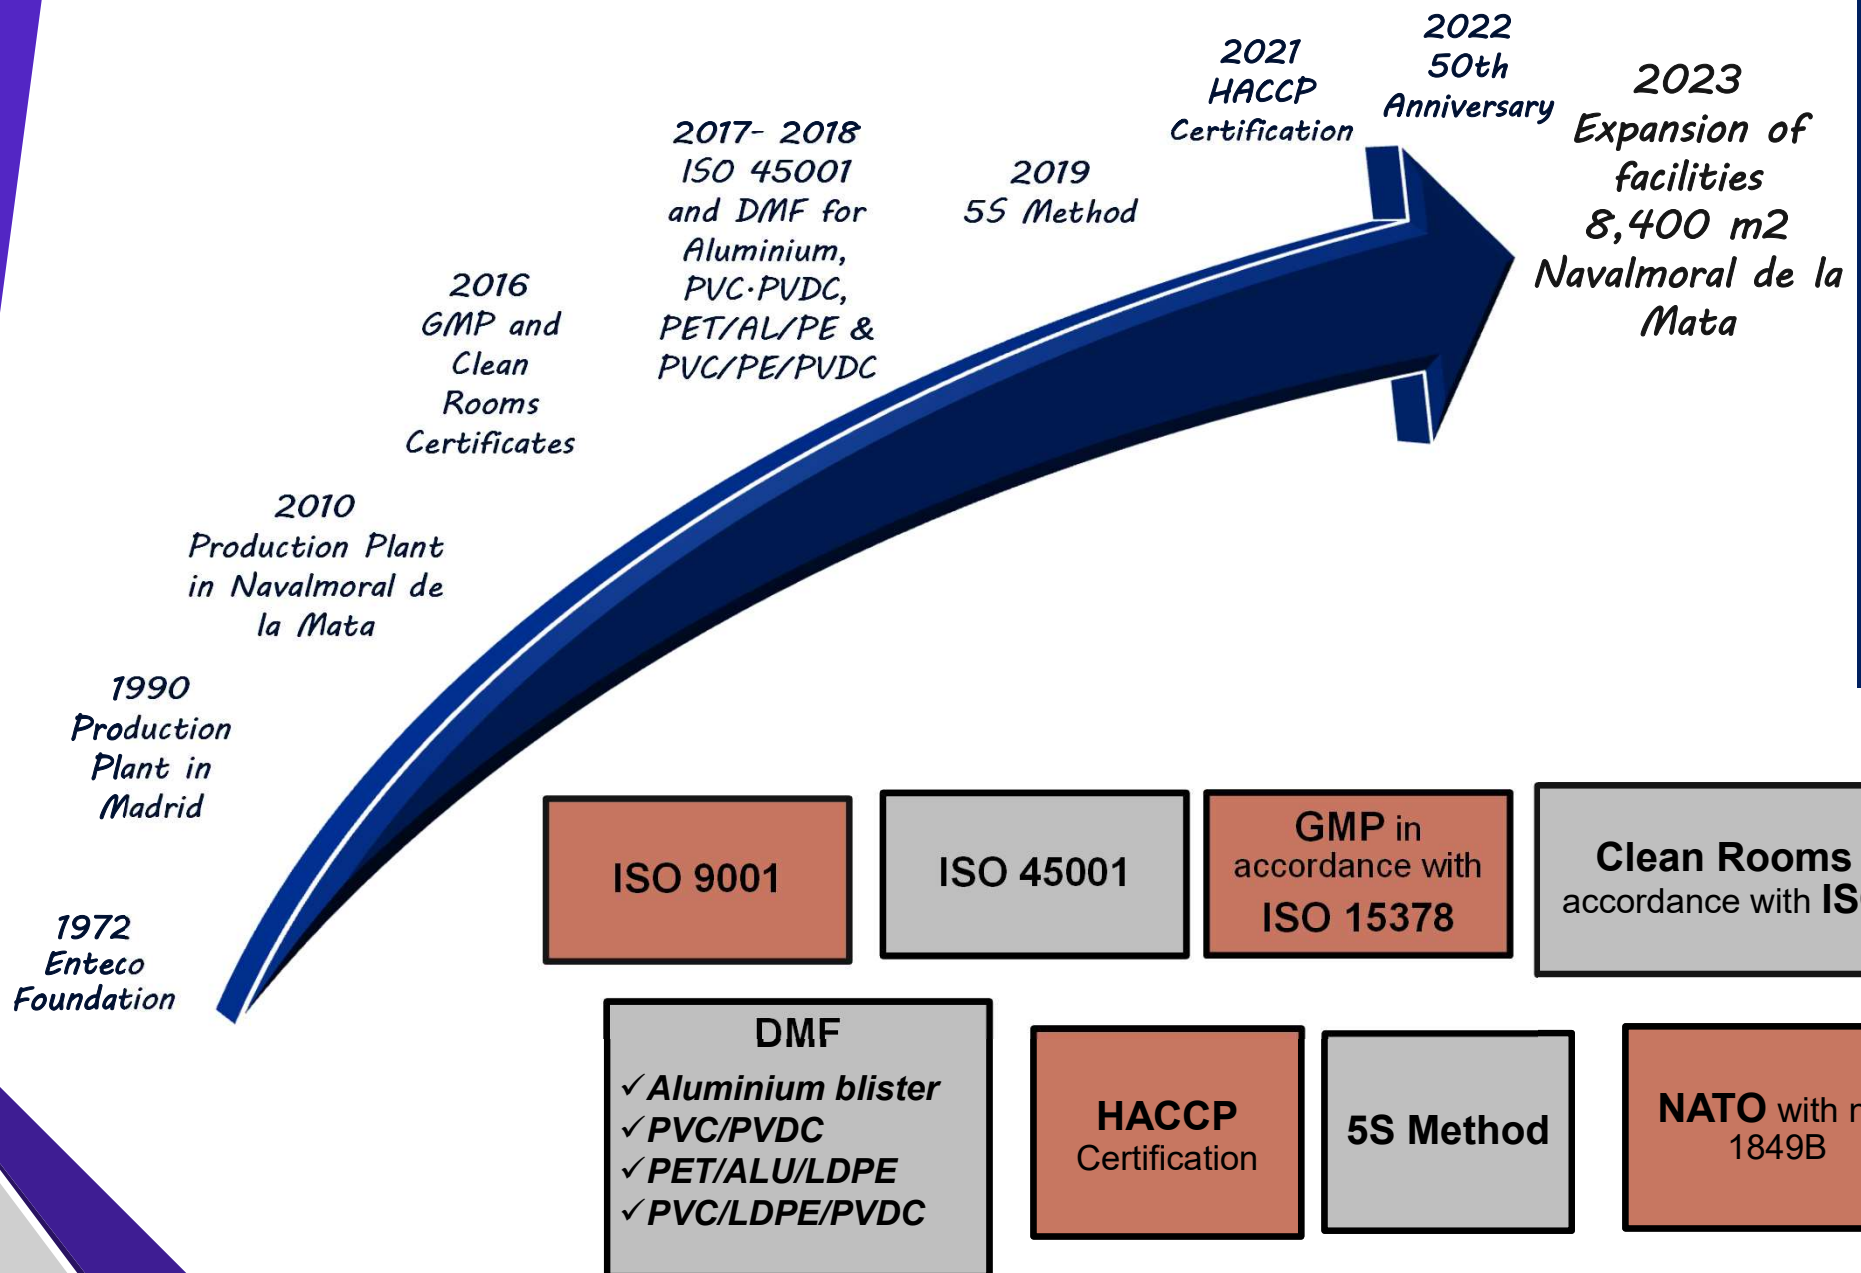 1972
Enteco
Foundation
1990
Production
Plant in
Madrid
2010
Production Plant
in Navalmoral de
la Mata
2016
GMP and
Clean
Rooms
Certificates
2017- 2018
ISO 45001
and DMF for
Aluminium,
PVC·PVDC,
PET/AL/PE &
PVC/PE/PVDC
2019
5S Method
2021
HACCP
Certification
2022
50th
Anniversary
2023
Expansion of
facilities
8,400 m2
Navalmoral de la
Mata
ISO 9001
ISO 45001
GMP in
accordance with
ISO 15378
Clean Rooms
accordance with
DMF
✓Aluminium blister
✓PVC/PVDC
✓PET/ALU/LDPE
✓PVC/LDPE/PVDC
HACCP
Certification
5S Method
NATO with
1849B